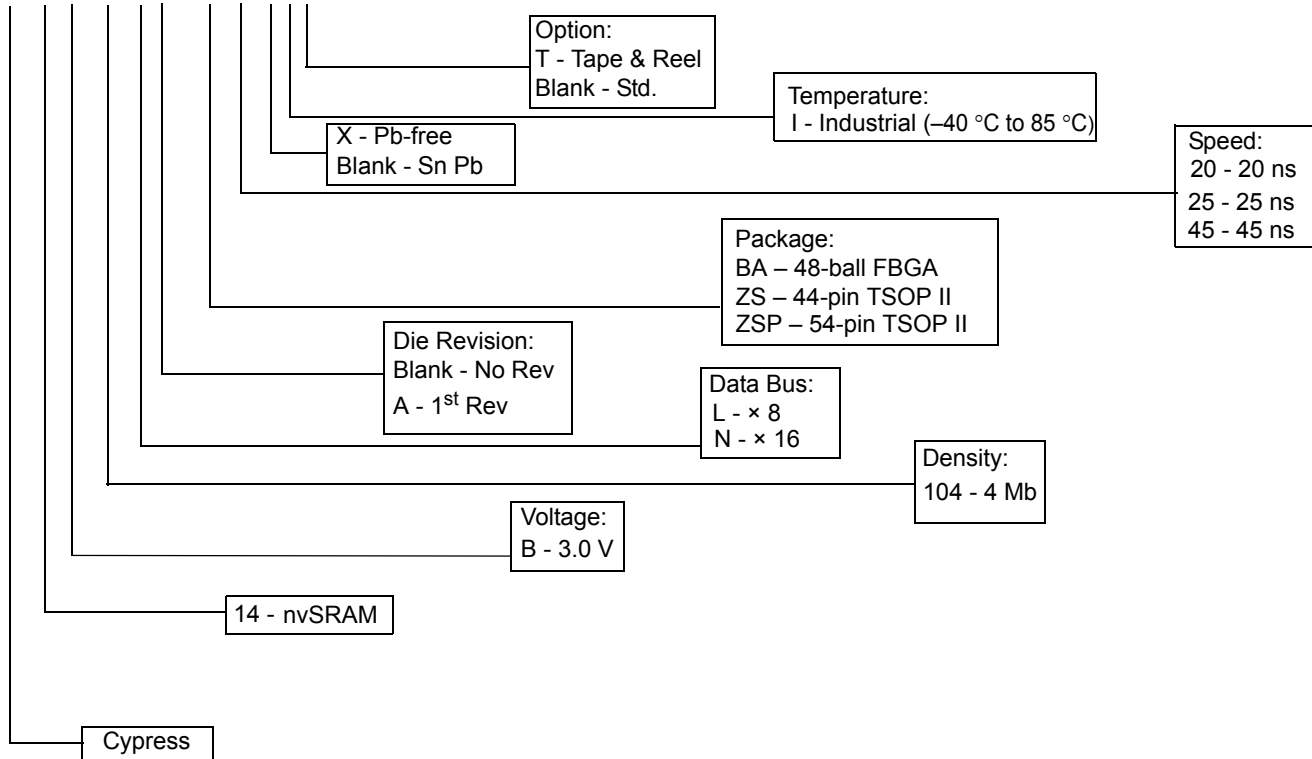 Option:
T - Tape & Reel
Blank - Std.
Temperature:
I - Industrial (–40 °C to 85 °C)
X - Pb-free
Blank - Sn Pb
Speed:
20 - 20 ns
25 - 25 ns
45 - 45 ns
Package:
BA – 48-ball FBGA
ZS – 44-pin TSOP II
ZSP – 54-pin TSOP II
Die Revision:
Blank - No Rev
A - 1st Rev
Data Bus:
L - × 8
N - × 16
Density:
104 - 4 Mb
Voltage:
B - 3.0 V
14 - nvSRAM
Cypress